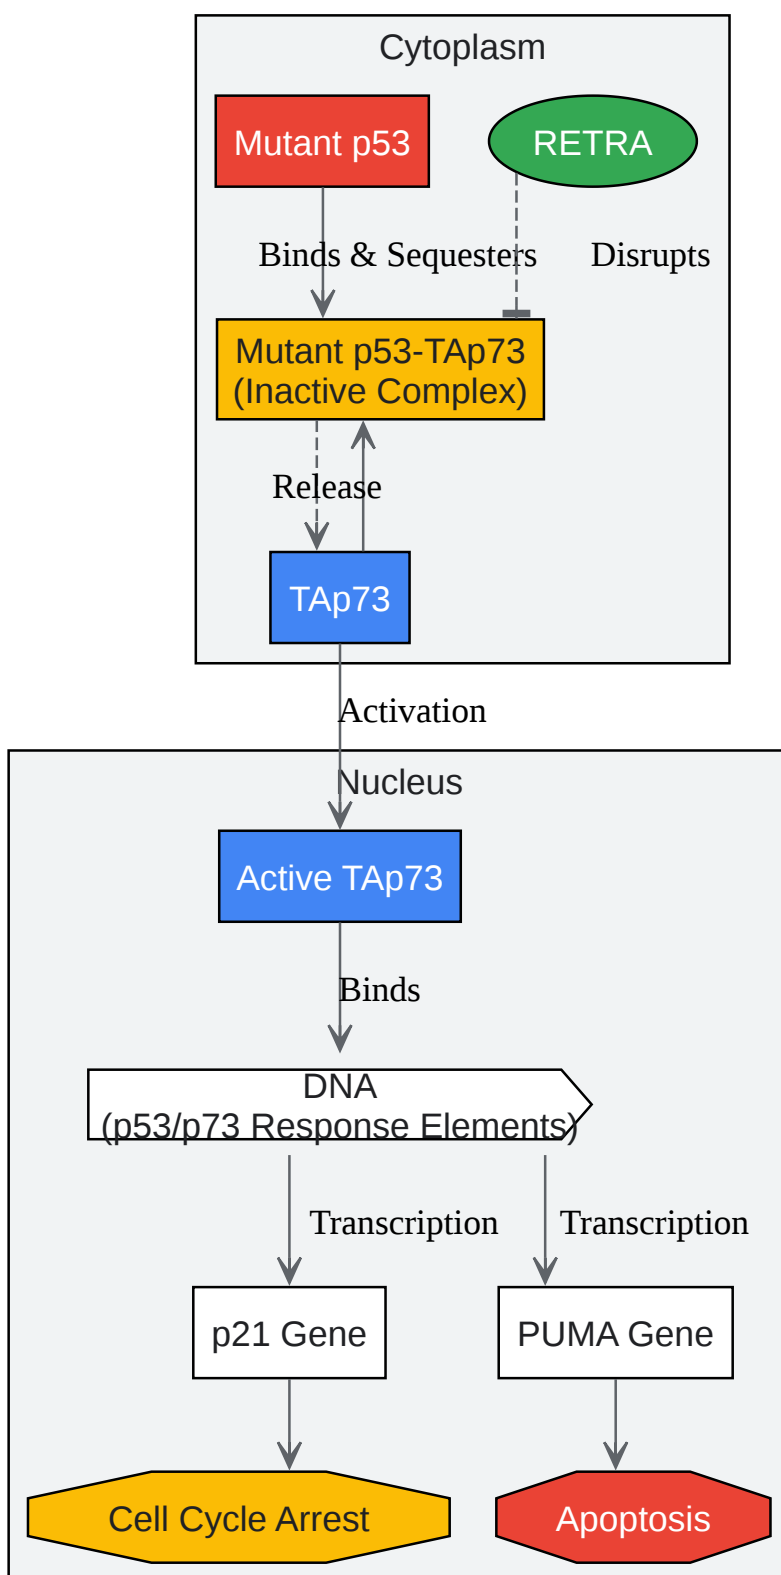 Cytoplasm
Mutant p53
RETRA
Binds & Sequesters
Disrupts
Mutant p53-TAp73
(Inactive Complex)
Release
TAp73
Activation
Nucleus
Active TAp73
Binds
DNA
(p53/p73 Response Elements)
Transcription
Transcription
p21 Gene
PUMA Gene
Cell Cycle Arrest
Apoptosis